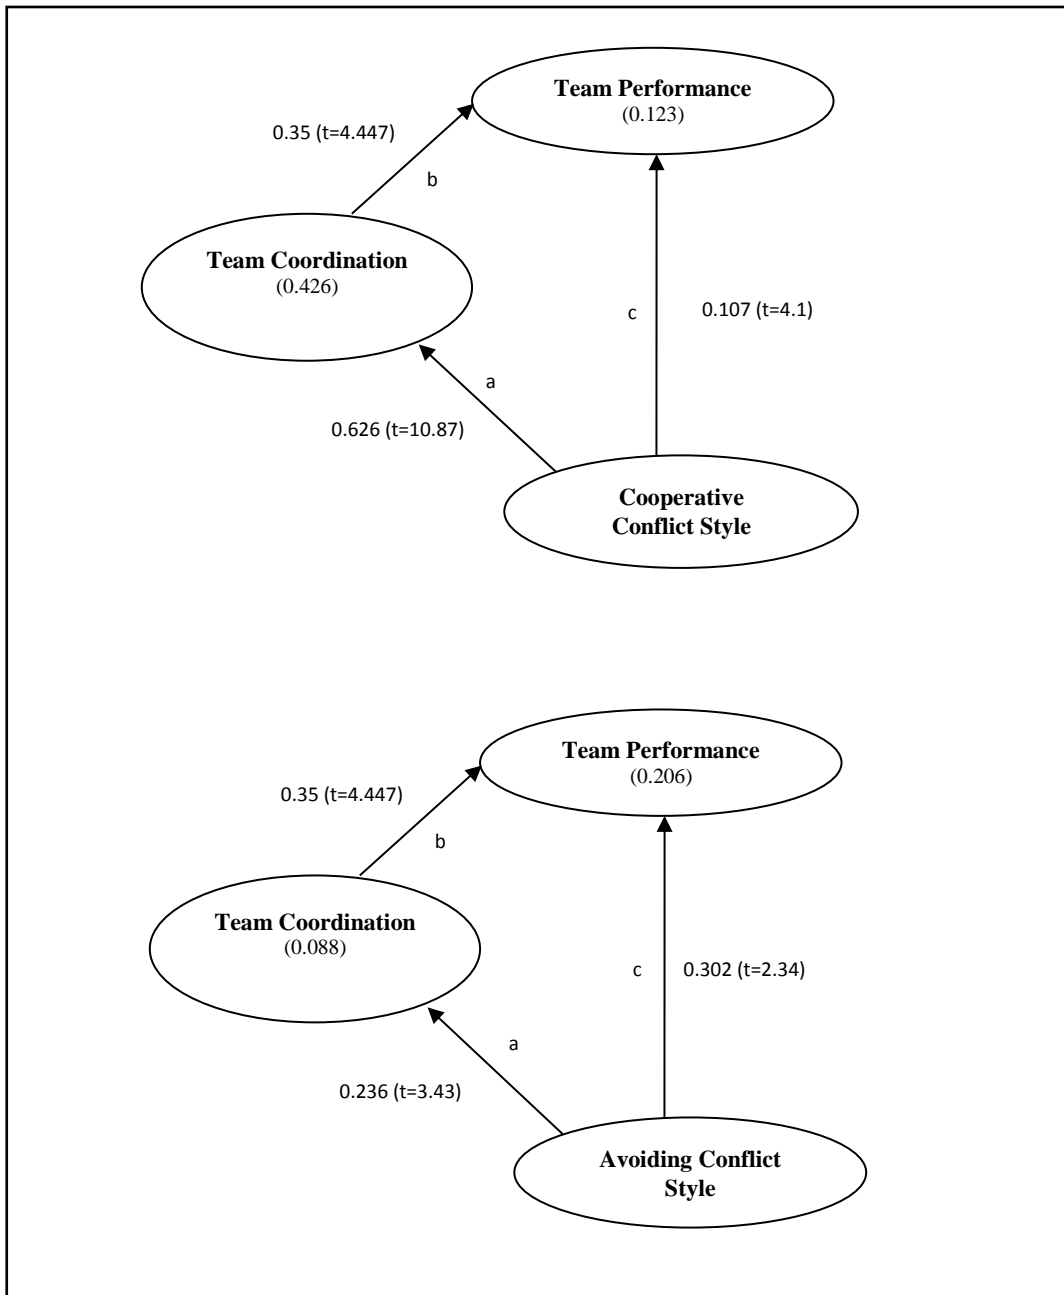 Team Performance
(0.123)
0.35 (t=4.447)
b
Team Coordination
(0.426)
c
0.107 (t=4.1)
a
0.626 (t=10.87)
Cooperative
Conflict Style
Team Performance
(0.206)
0.35 (t=4.447)
b
Team Coordination
(0.088)
c
0.302 (t=2.34)
a
0.236 (t=3.43)
Avoiding Conflict
Style